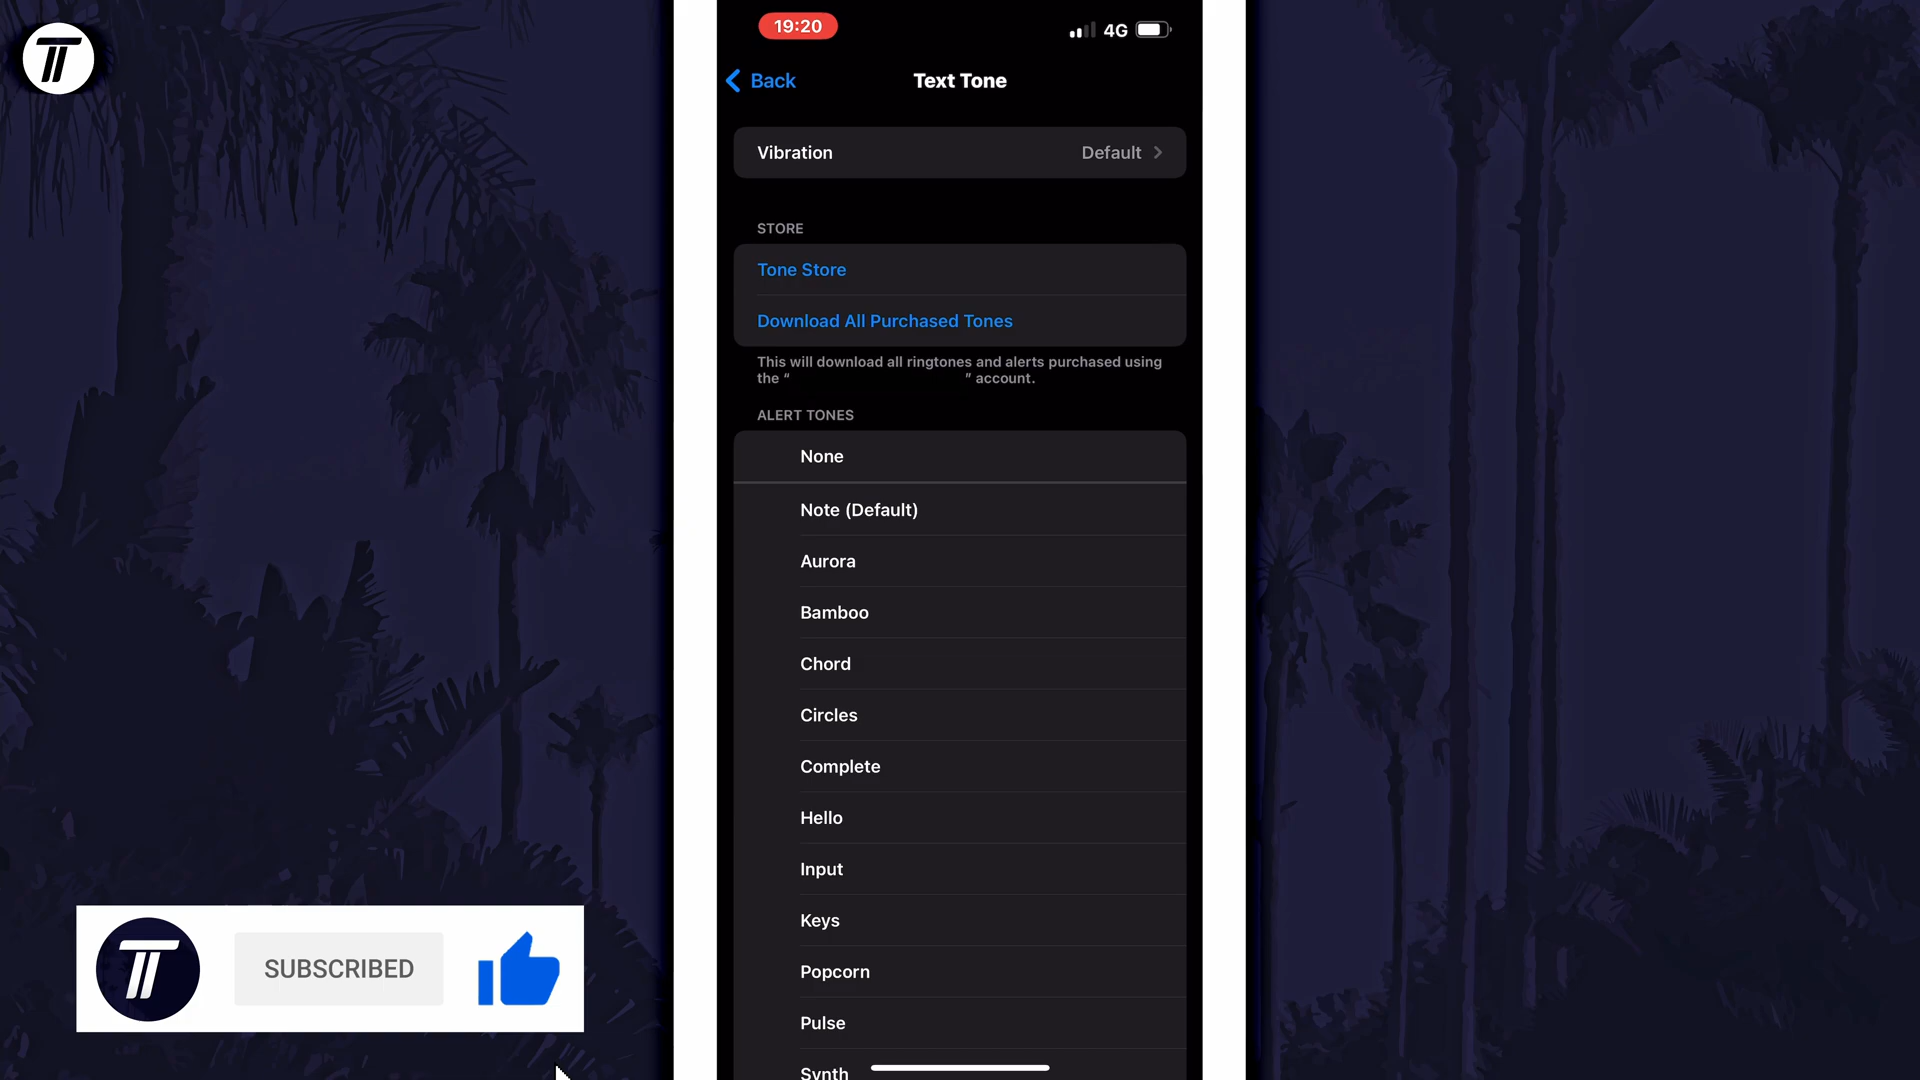 19:20
4G
Back
Text Tone
Vibration
Default
STORE
Tone Store
Download All Purchased Tones
This will download all ringtones and alerts purchased using
the “ ” account.
ALERT TONES
None
Note (Default)
Aurora
Bamboo
Chord
Circles
Complete
Hello
Input
Keys
Popcorn
Pulse
Synth
SUBSCRIBED